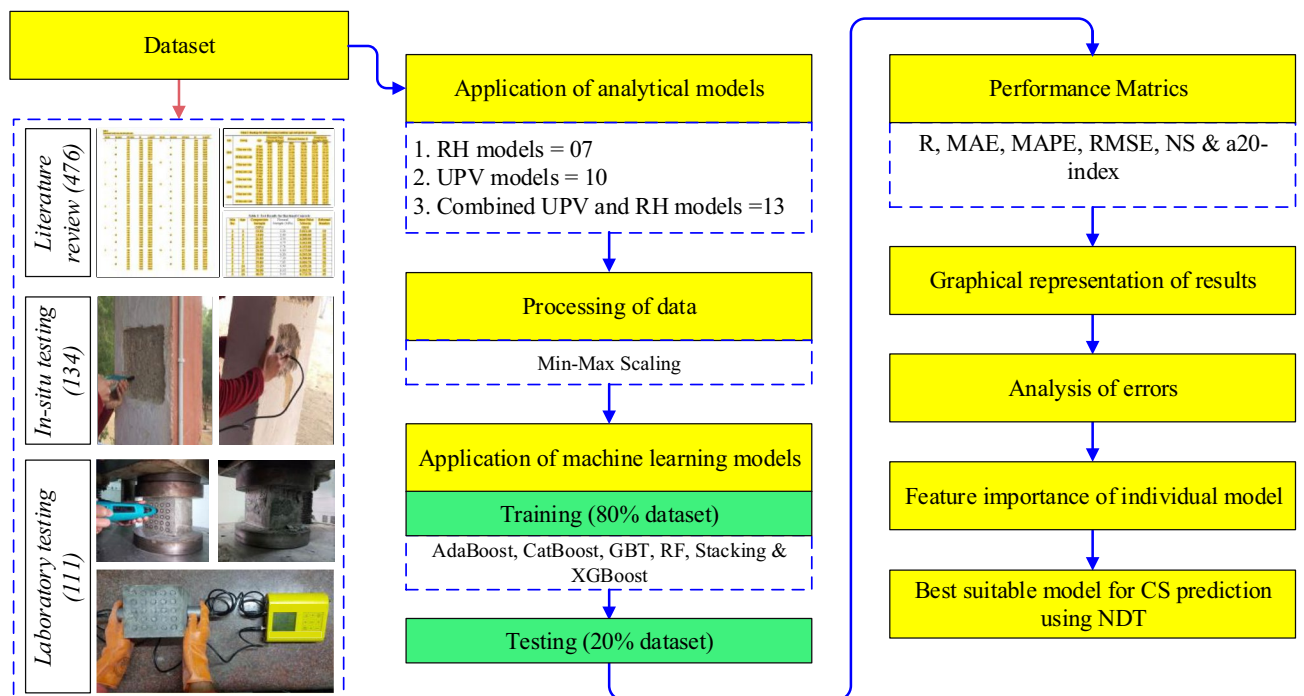 Dataset
Literature
review (476)
In-situ testing
(134)
Laboratory testing
(111)
Application of analytical models
1. RH models = 07
2. UPV models = 10
3. Combined UPV and RH models =13
Processing of data
Min-Max Scaling
Application of machine learning models
Training (80% dataset)
AdaBoost, CatBoost, GBT, RF, Stacking &
XGBoost
Testing (20% dataset)
Performance Matrics
R, MAE, MAPE, RMSE, NS & a20-
index
Graphical representation of results
Analysis of errors
Feature importance of individual model
Best suitable model for CS prediction
using NDT